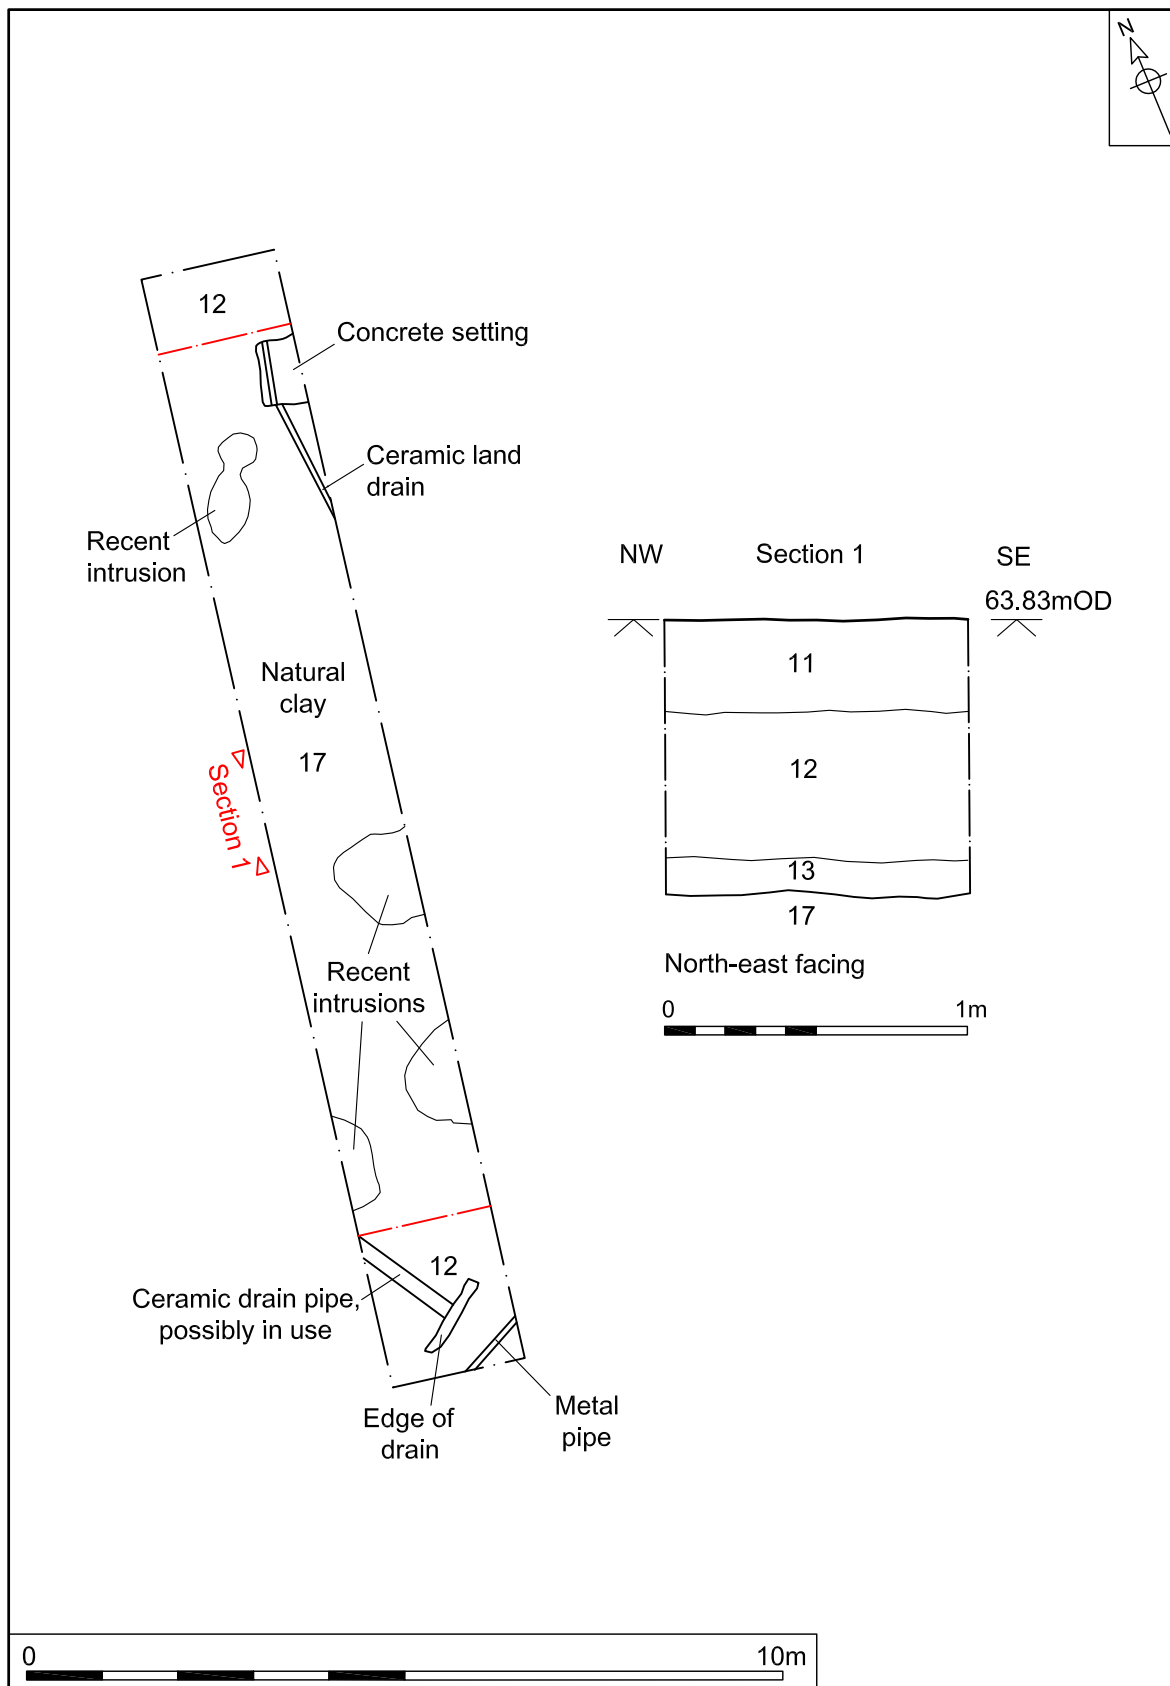 N
12
Concrete setting
Ceramic land
drain
Recent
intrusion
Natural
clay
17
Section 1
Recent
intrusions
12
Ceramic drain pipe,
possibly in use
Edge of
drain
Metal
pipe
NW
Section 1
SE
63.83mOD
11
12
13
17
North-east facing
0
1m
0
10m